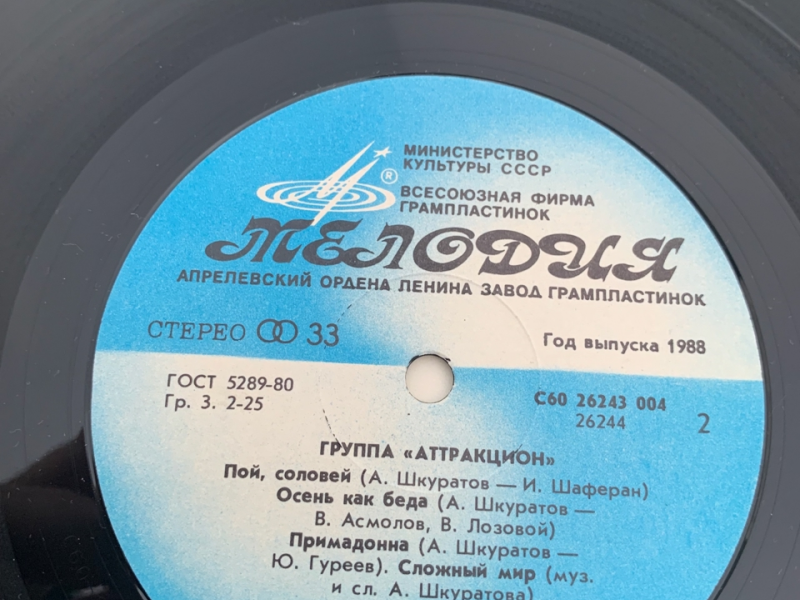 МИНИСТЕРСТВО
КУЛЬТУРЫ СССР
®
ВСЕСОЮЗНАЯ ФИРМА
ГРАМПЛАСТИНОК
МЕЛОДИЯ
АПРЕЛЕВСКИЙ ОРДЕНА ЛЕНИНА ЗАВОД ГРАМПЛАСТИНОК
СТЕРЕО 33
Год выпуска 1988
ГОСТ 5289-80
Гр. 3. 2-25
С60 26243 004
26244
2
ГРУППА «АТТРАКЦИОН»
Пой, соловей (А. Шкуратов — И. Шаферан)
Осень как беда (А. Шкуратов —
В. Асмолов, В. Лозовой)
Примадонна (А. Шкуратов —
Ю. Гуреев). Сложный мир (муз.
и сл. А. Шкуратова)